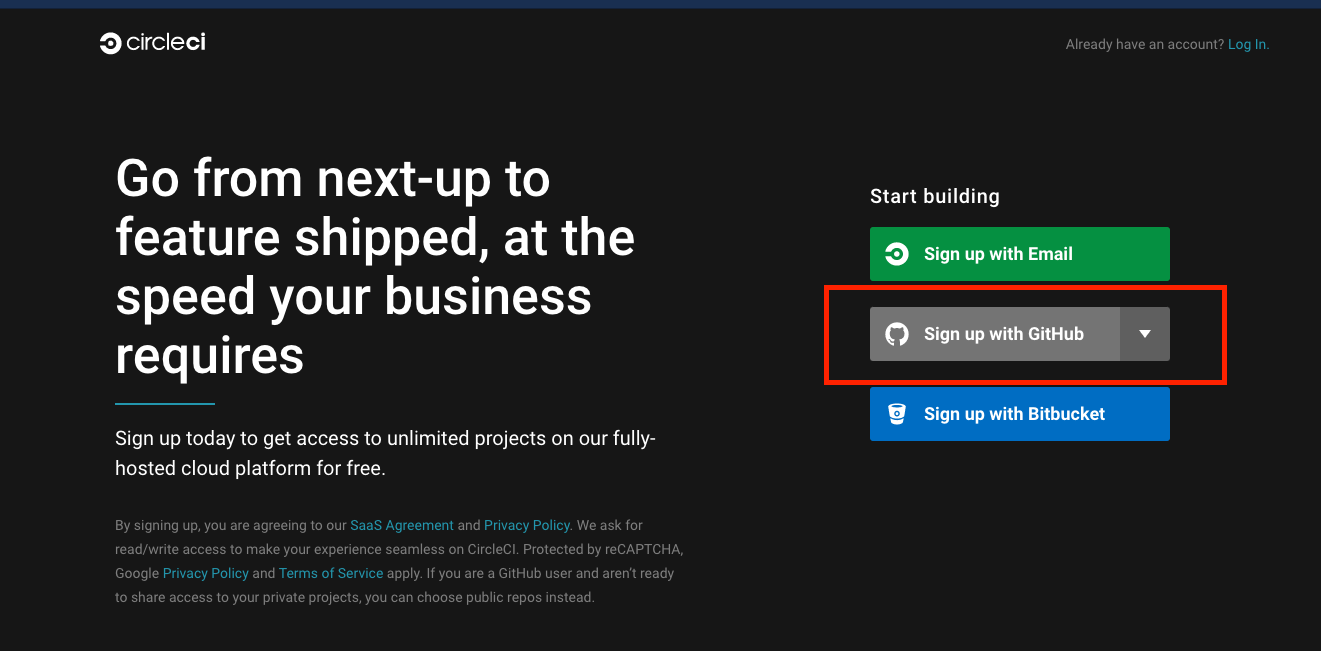 circleci
Already have an account? Log In.
Go from next-up to
feature shipped, at the
speed your business
requires
Sign up today to get access to unlimited projects on our fully-
hosted cloud platform for free.
By signing up, you are agreeing to our SaaS Agreement and Privacy Policy. We ask for
read/write access to make your experience seamless on CircleCI. Protected by reCAPTCHA,
Google Privacy Policy and Terms of Service apply. If you are a GitHub user and aren't ready
to share access to your private projects, you can choose public repos instead.
Start building
Sign up with Email
Sign up with GitHub
Sign up with Bitbucket